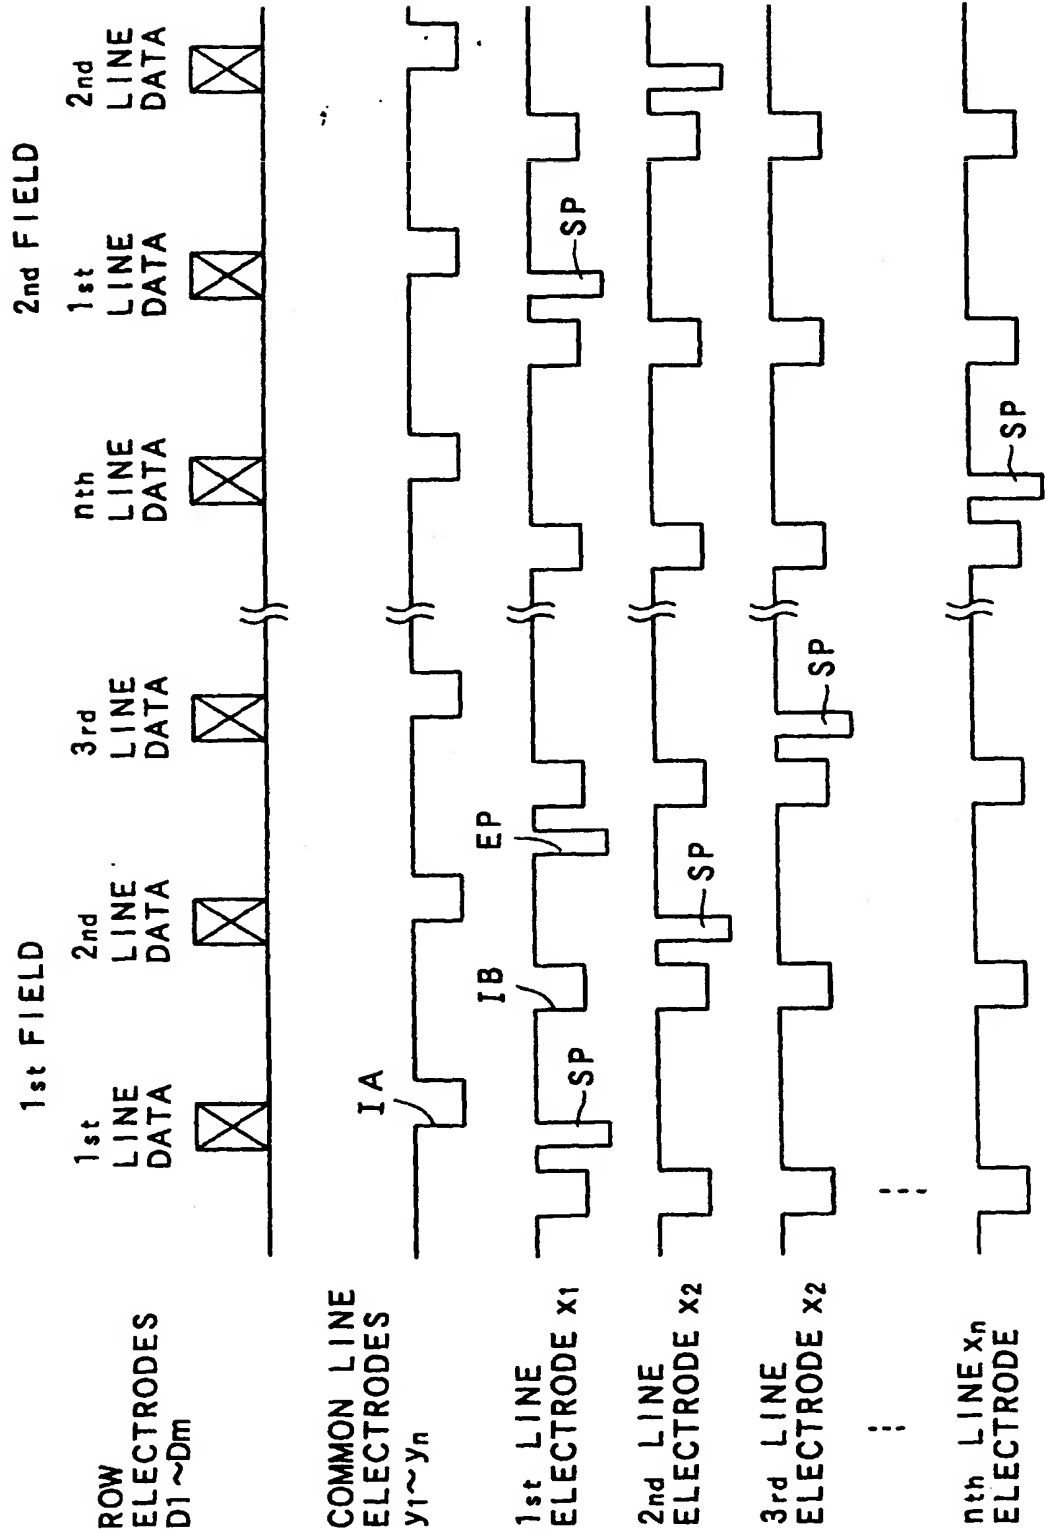 1st FIELD
2nd FIELD
1st
LINE
DATA
2nd
LINE
DATA
3rd
LINE
DATA
nth
LINE
DATA
1st
LINE
DATA
2nd
LINE
DATA
ROW
ELECTRODES
D1~Dm
COMMON LINE
ELECTRODES
y1~yn
IA
1st LINE
ELECTRODE x1
SP
IB
EP
SP
2nd LINE
ELECTRODE x2
SP
3rd LINE
ELECTRODE x2
SP
nth LINE xn
ELECTRODE
SP